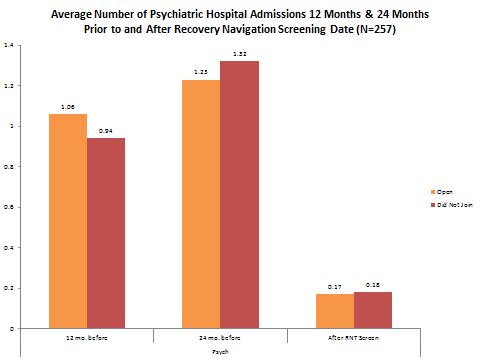 Average Number of Psychiatric Hospital Admissions 12 Months & 24 Months
Prior to and After Recovery Navigation Screening Date (N=257)
1.4
1.2
1
0.8
0.6
0.4
0.2
0
1.06
0.94
1.23
1.32
0.17
0.18
Open
Did Not Join
12 mo. before
24 mo. before
After RNT Screen
Psych